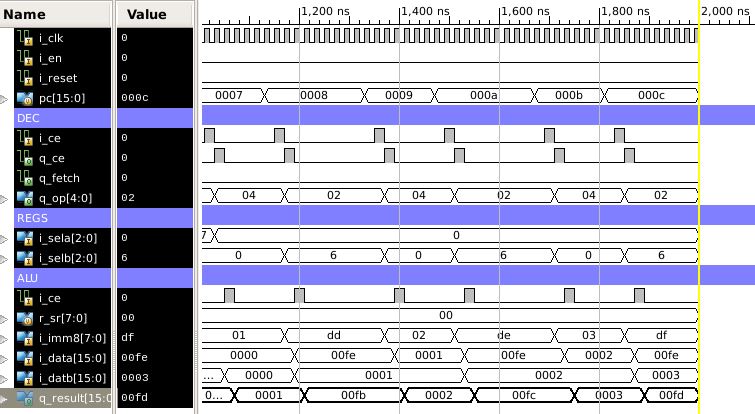 Name Value 1,200 ns 1,400 ns 1,600 ns 1,800 ns 2,000 ns
i_clk 0
i_en 0
i_reset 0
pc[15:0] 000c 0007 0008 0009 000a 000b 000c
DEC
i_ce 0
q_ce 0
q_fetch 0
q_op[4:0] 02 04 02 04 02 04 02
REGS
i_sela[2:0] 0 7 0
i_selb[2:0] 6 0 6 0 6 0 6
ALU
i_ce 0
r_sr[7:0] 00 00
i_imm8[7:0] df 01 dd 02 de 03 df
i_data[15:0] 00fe 0000 00fe 0001 00fe 0002 00fe
i_datb[15:0] 0003 ... 0000 0001 0002 0003
q_result[15:0 00fd 0... 0001 00fb 0002 00fc 0003 00fd